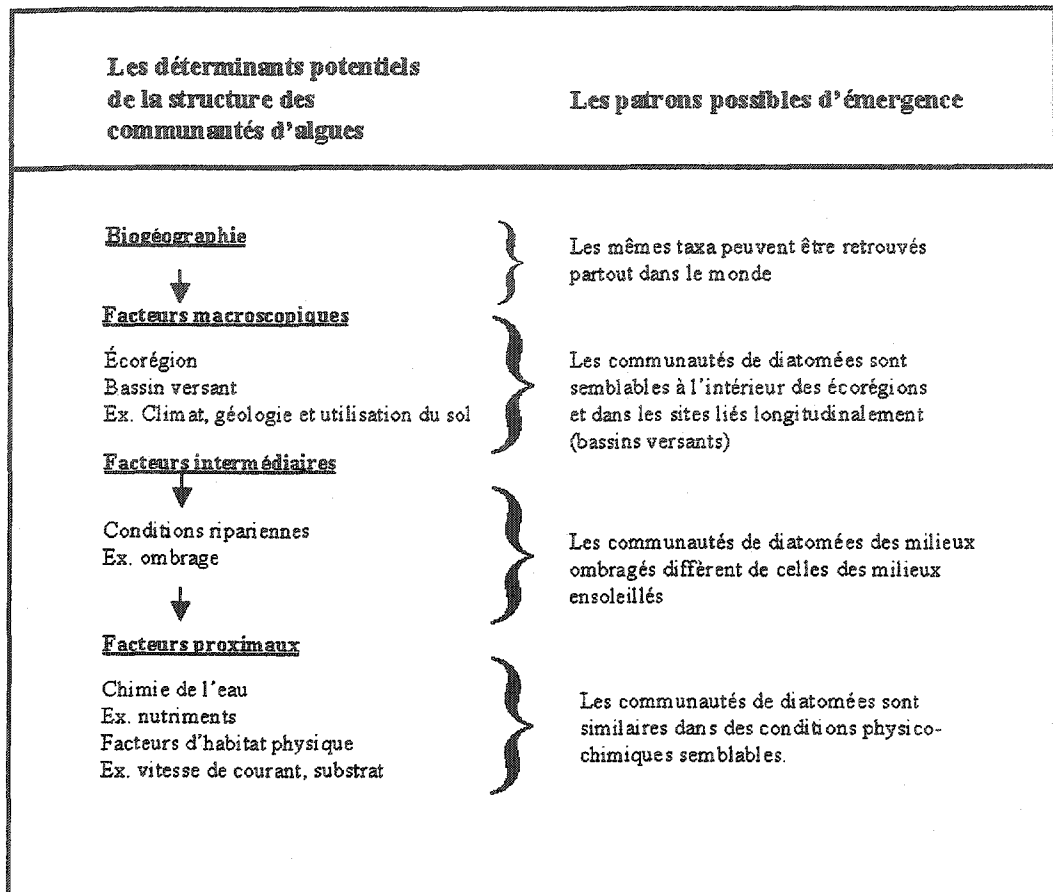 Les déterminants potentiels
de la structure des
communautés d'algues
Les patrons possibles d'émergence
Biogéographie
Les mêmes taxa peuvent être retrouvés
partout dans le monde
Facteurs macroscopiques
Écorégion
Bassin versant
Ex. Climat, géologie et utilisation du sol
Les communautés de diatomées sont
semblables à l'intérieur des écorégions
et dans les sites liés longitudinalement
(bassins versants)
Facteurs intermédiaires
Conditions ripariennes
Ex. ombrage
Les communautés de diatomées des milieux
ombragés diffèrent de celles des milieux
ensoleillés
Facteurs proximaux
Chimie de l'eau
Ex. nutriments
Facteurs d'habitat physique
Ex. vitesse de courant, substrat
Les communautés de diatomées sont
similaires dans des conditions physico-
chimiques semblables.